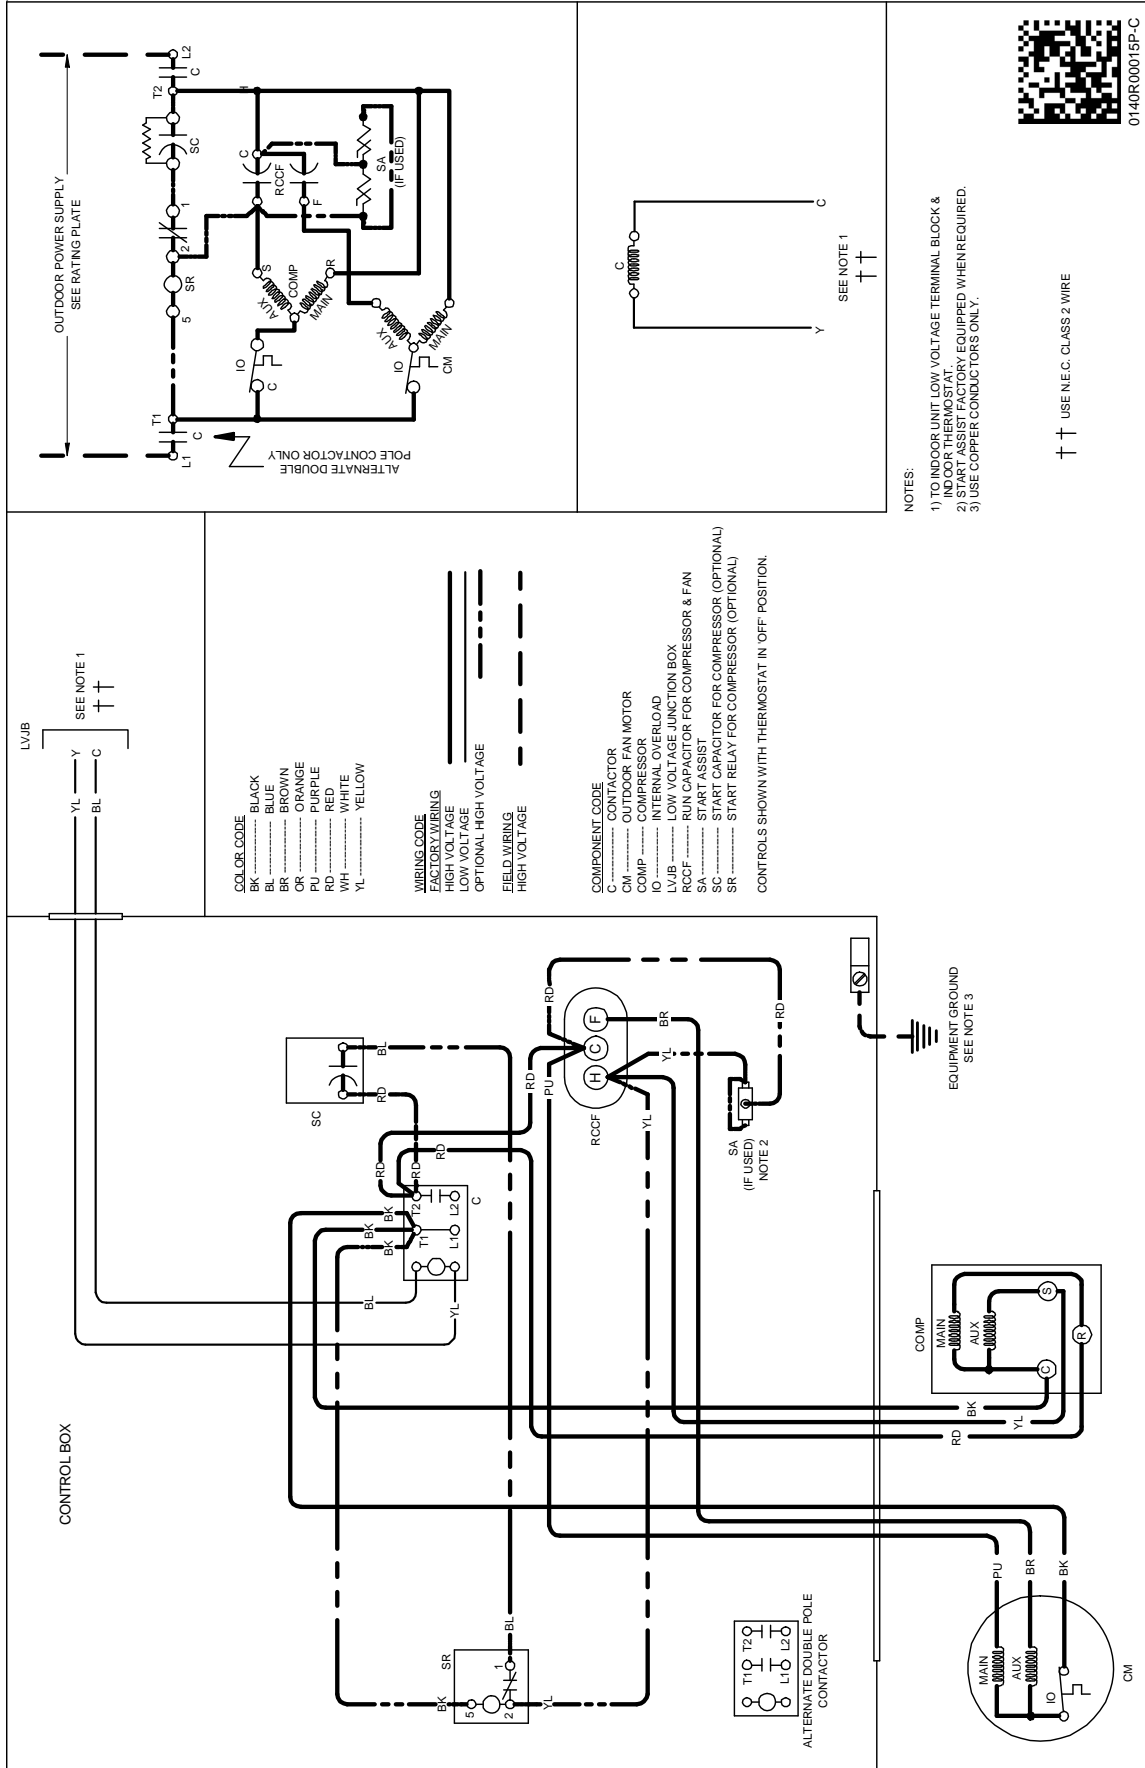 CONTROL BOX
SR
BK
5
2
1
BL
YL
ALTERNATE DOUBLE POLE
CONTACTOR
T1
T2
L1
L2
MAIN
AUX
IO
CM
PU
BR
BK
RD
YL
BK
COMP
MAIN
AUX
C
S
R
BK
BK
BK
T1
T2
L1
L2
C
BL
YL
RD
RD
RD
RD
SC
BL
RD
PU
RD
RCCF
H
C
F
YL
YL
BR
SA
(IF USED)
NOTE 2
RD
EQUIPMENT GROUND
SEE NOTE 3
LVJB
YL
Y
BL
C
SEE NOTE 1
††
COLOR CODE
BK ---------- BLACK
BL ---------- BLUE
BR ---------- BROWN
OR ---------- ORANGE
PU ---------- PURPLE
RD ---------- RED
WH ---------- WHITE
YL ---------- YELLOW
WIRING CODE
FACTORY WIRING
HIGH VOLTAGE
LOW VOLTAGE
OPTIONAL HIGH VOLTAGE
FIELD WIRING
HIGH VOLTAGE
COMPONENT CODE
C ---------- CONTACTOR
CM ---------- OUTDOOR FAN MOTOR
COMP ---------- COMPRESSOR
IO ---------- INTERNAL OVERLOAD
LVJB ---------- LOW VOLTAGE JUNCTION BOX
RCCF ---------- RUN CAPACITOR FOR COMPRESSOR & FAN
SA ---------- START ASSIST
SC ---------- START CAPACITOR FOR COMPRESSOR (OPTIONAL)
SR ---------- START RELAY FOR COMPRESSOR (OPTIONAL)
CONTROLS SHOWN WITH THERMOSTAT IN 'OFF' POSITION.
OUTDOOR POWER SUPPLY
SEE RATING PLATE
L1
C
T1
5
SR
2
1
SC
T2
C
L2
ALTERNATE DOUBLE
POLE CONTACTOR ONLY
IO
C
S
AUX
COMP
MAIN
R
RCCF
C
H
F
SA
(IF USED)
IO
AUX
MAIN
CM
C
Y
C
SEE NOTE 1
††
NOTES:
1) TO INDOOR UNIT LOW VOLTAGE TERMINAL BLOCK &
INDOOR THERMOSTAT.
2) START ASSIST FACTORY EQUIPPED WHEN REQUIRED.
3) USE COPPER CONDUCTORS ONLY.
†† USE N.E.C. CLASS 2 WIRE
0140R00015P-C